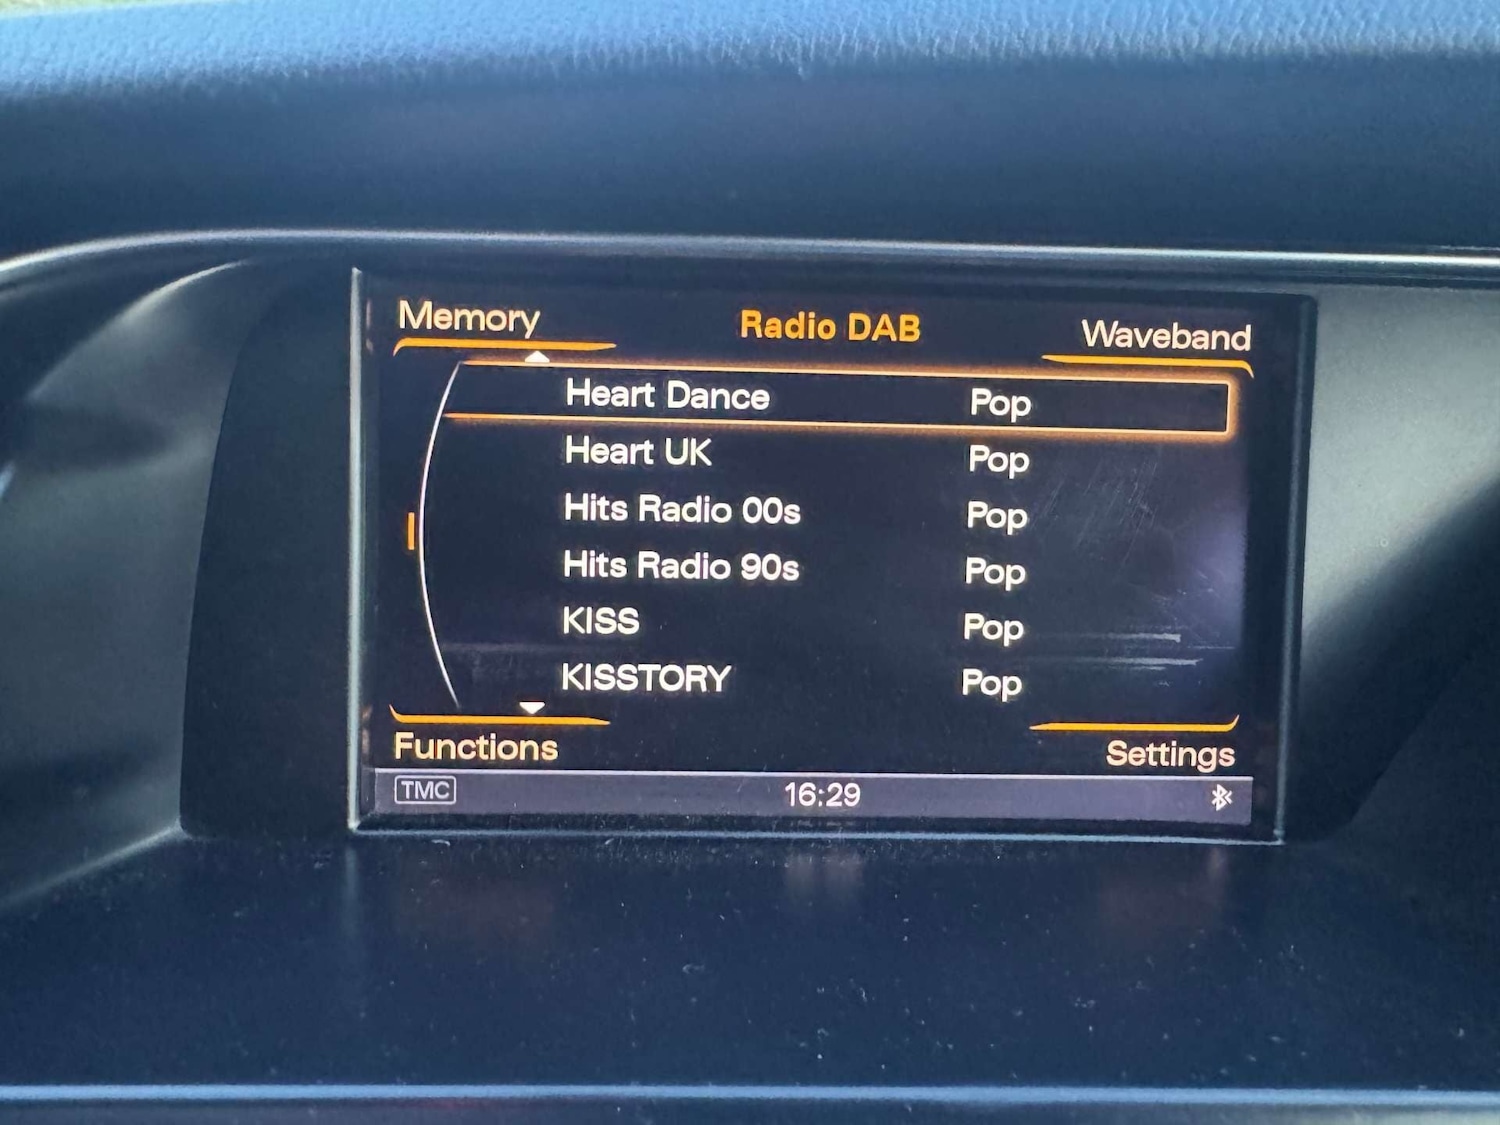 Memory Radio DAB Waveband
Heart Dance Pop
Heart UK Pop
Hits Radio 00s Pop
Hits Radio 90s Pop
KISS Pop
KISSTORY Pop
Functions Settings
TMC 16:29